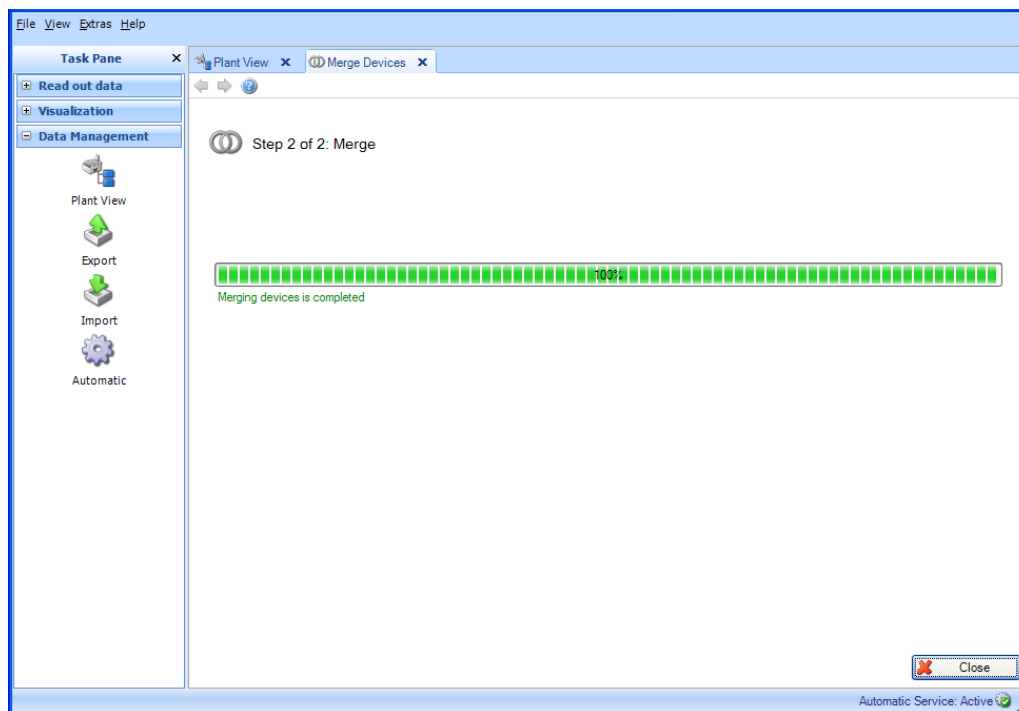 File View Extras Help
Task Pane
Plant View
Merge Devices
Read out data
Visualization
Data Management
Plant View
Export
Import
Automatic
Step 2 of 2: Merge
100%
Merging devices is completed
Close
Automatic Service: Active